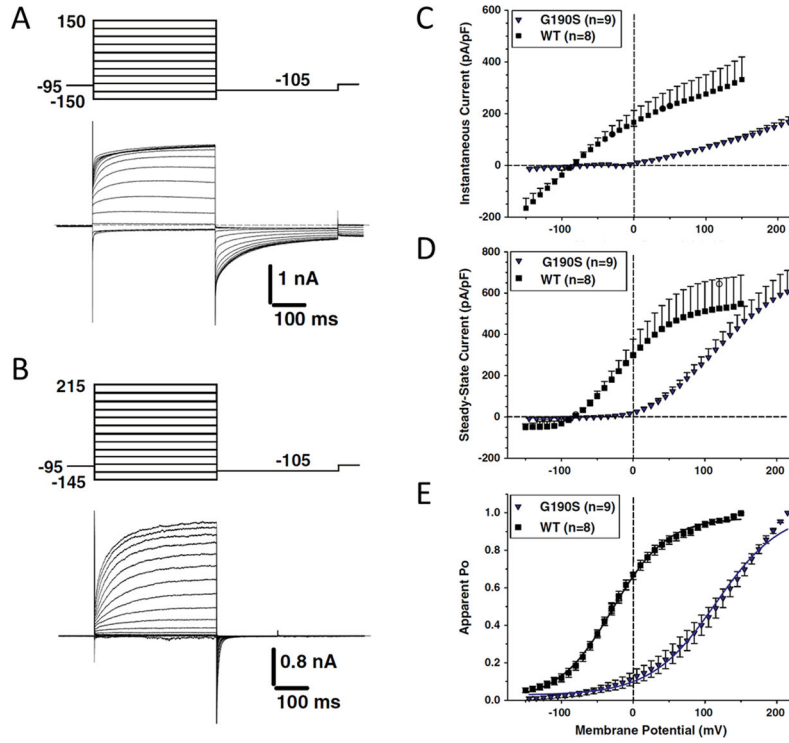 A
150
-95
-150
-105
1 nA
100 ms
B
215
-95
-145
-105
0.8 nA
100 ms
C
G190S (n=9)
WT (n=8)
600
400
200
0
-200
-100
0
100
200
Instantaneous Current (pA/pF)
D
G190S (n=9)
WT (n=8)
800
600
400
200
0
-200
-100
0
100
200
Steady-State Current (pA/pF)
E
G190S (n=9)
WT (n=8)
1.0
0.8
0.6
0.4
0.2
0.0
-100
0
100
200
Apparent Po
Membrane Potential (mV)